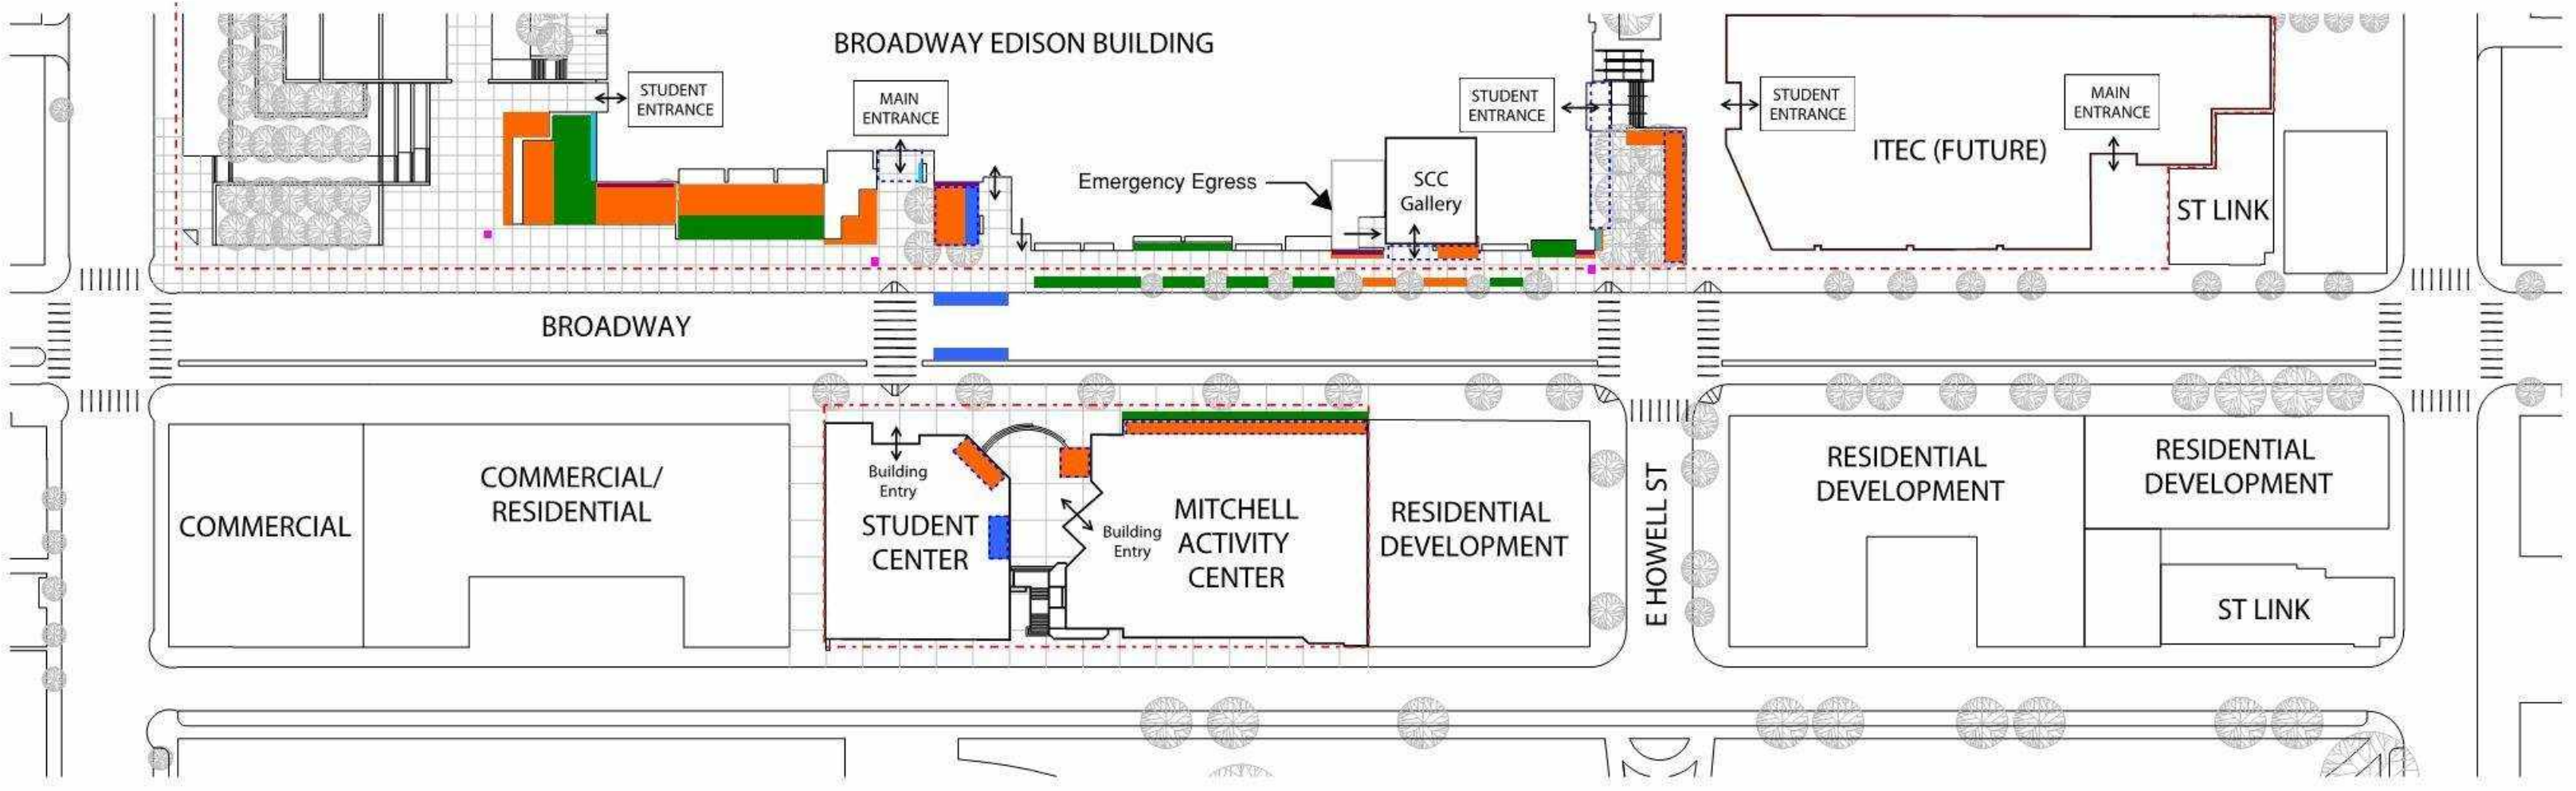 BROADWAY EDISON BUILDING
STUDENT
ENTRANCE
MAIN
ENTRANCE
STUDENT
ENTRANCE
STUDENT
ENTRANCE
MAIN
ENTRANCE
ITEC (FUTURE)
Emergency Egress
SCC
Gallery
ST LINK
BROADWAY
Building
Entry
COMMERCIAL/
RESIDENTIAL
COMMERCIAL
STUDENT
CENTER
Building
Entry
MITCHELL
ACTIVITY
CENTER
RESIDENTIAL
DEVELOPMENT
E HOWELL ST
RESIDENTIAL
DEVELOPMENT
RESIDENTIAL
DEVELOPMENT
ST LINK